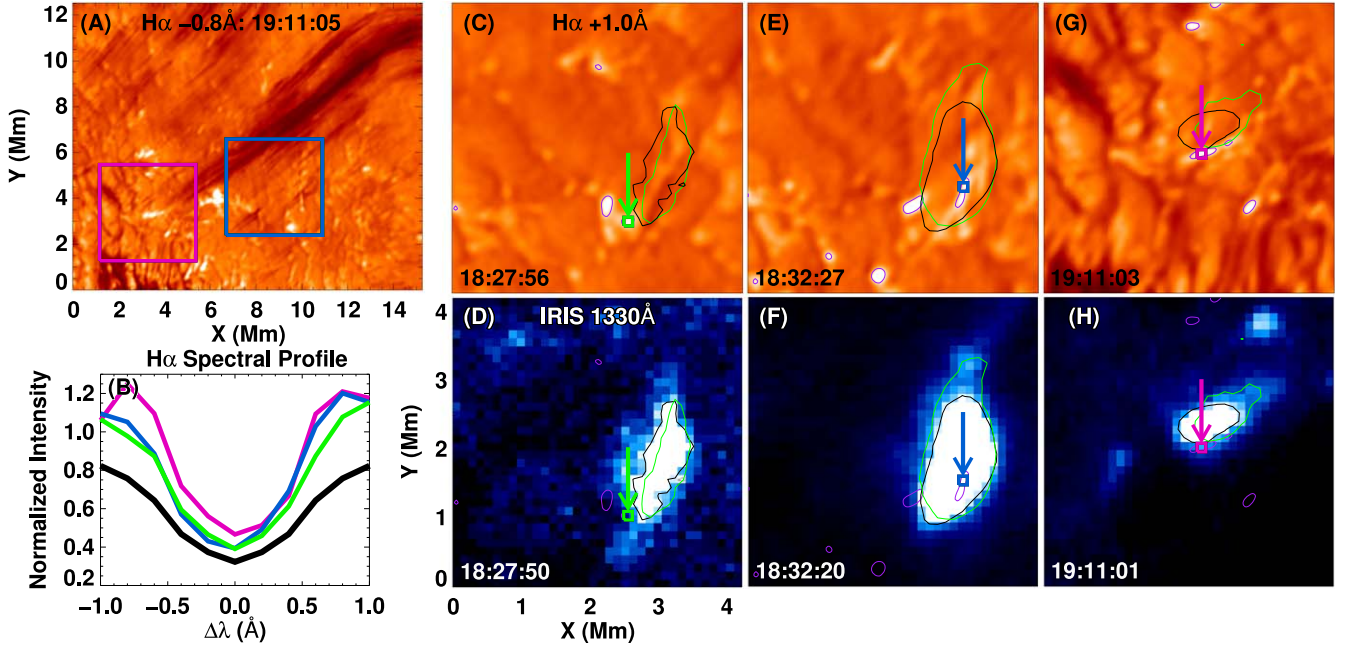 (A) Hα −0.8Å: 19:11:05
Y (Mm)
12
10
8
6
4
2
0
0 2 4 6 8 10 12 14
X (Mm)
Hα Spectral Profile
(B)
Normalized Intensity
1.2
1.0
0.8
0.6
0.4
0.2
−1.0 −0.5 0.0 0.5 1.0
Δλ (Å)
(C) Hα +1.0Å
18:27:56
(E)
18:32:27
(G)
19:11:03
(D) IRIS 1330Å
18:27:50
Y (Mm)
4
3
2
1
0
0 1 2 3 4
X (Mm)
(F)
18:32:20
(H)
19:11:01